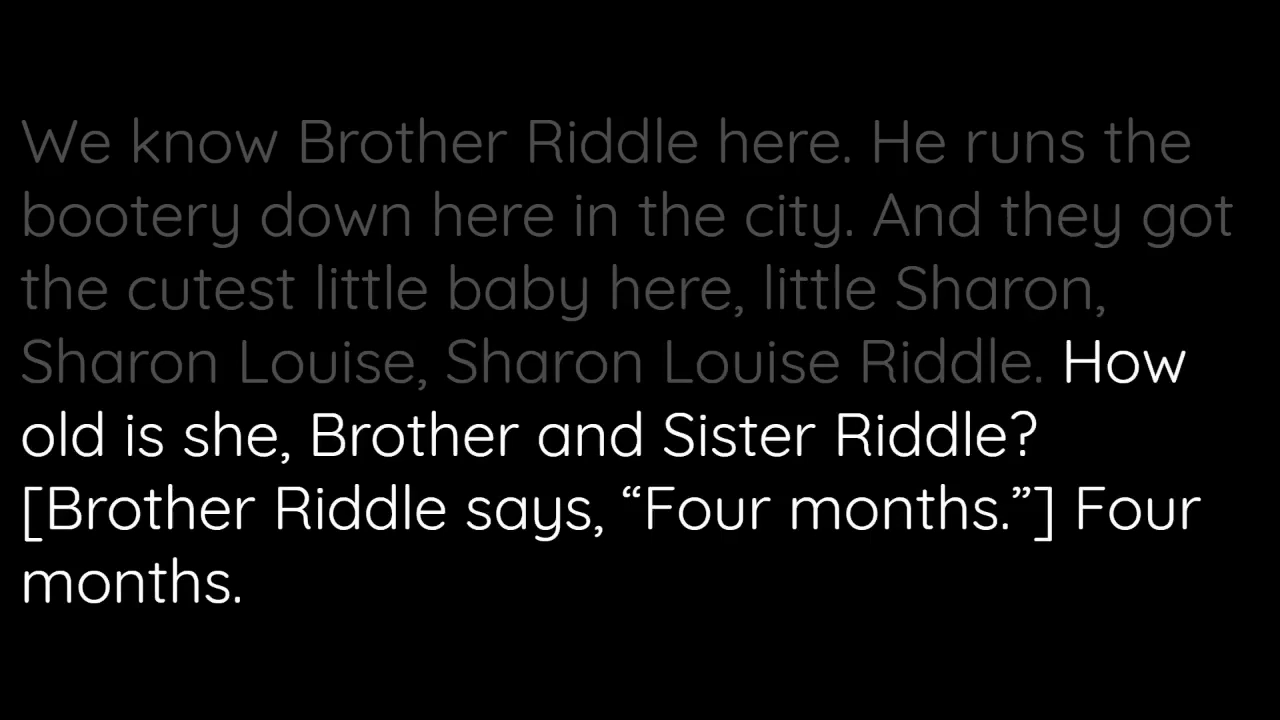 We know Brother Riddle here. He runs the
bootery down here in the city. And they got
the cutest little baby here, little Sharon,
Sharon Louise, Sharon Louise Riddle. How
old is she, Brother and Sister Riddle?
[Brother Riddle says, “Four months.”] Four
months.